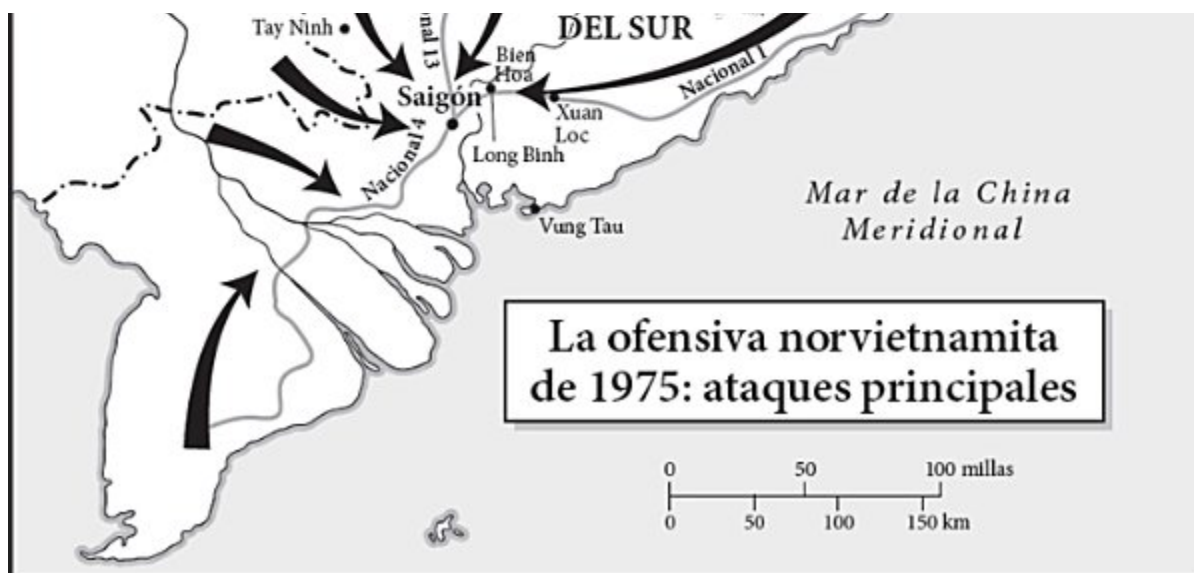 Tay Ninh
onal 13
DEL SUR
Bien
Hoa
Nacional 1
Saigón
Xuan
Loc
Nacional 4
Long Binh
Mar de la China
Meridional
Vung Tau
La ofensiva norvietnamita
de 1975: ataques principales
0 50 100 millas
0 50 100 150 km